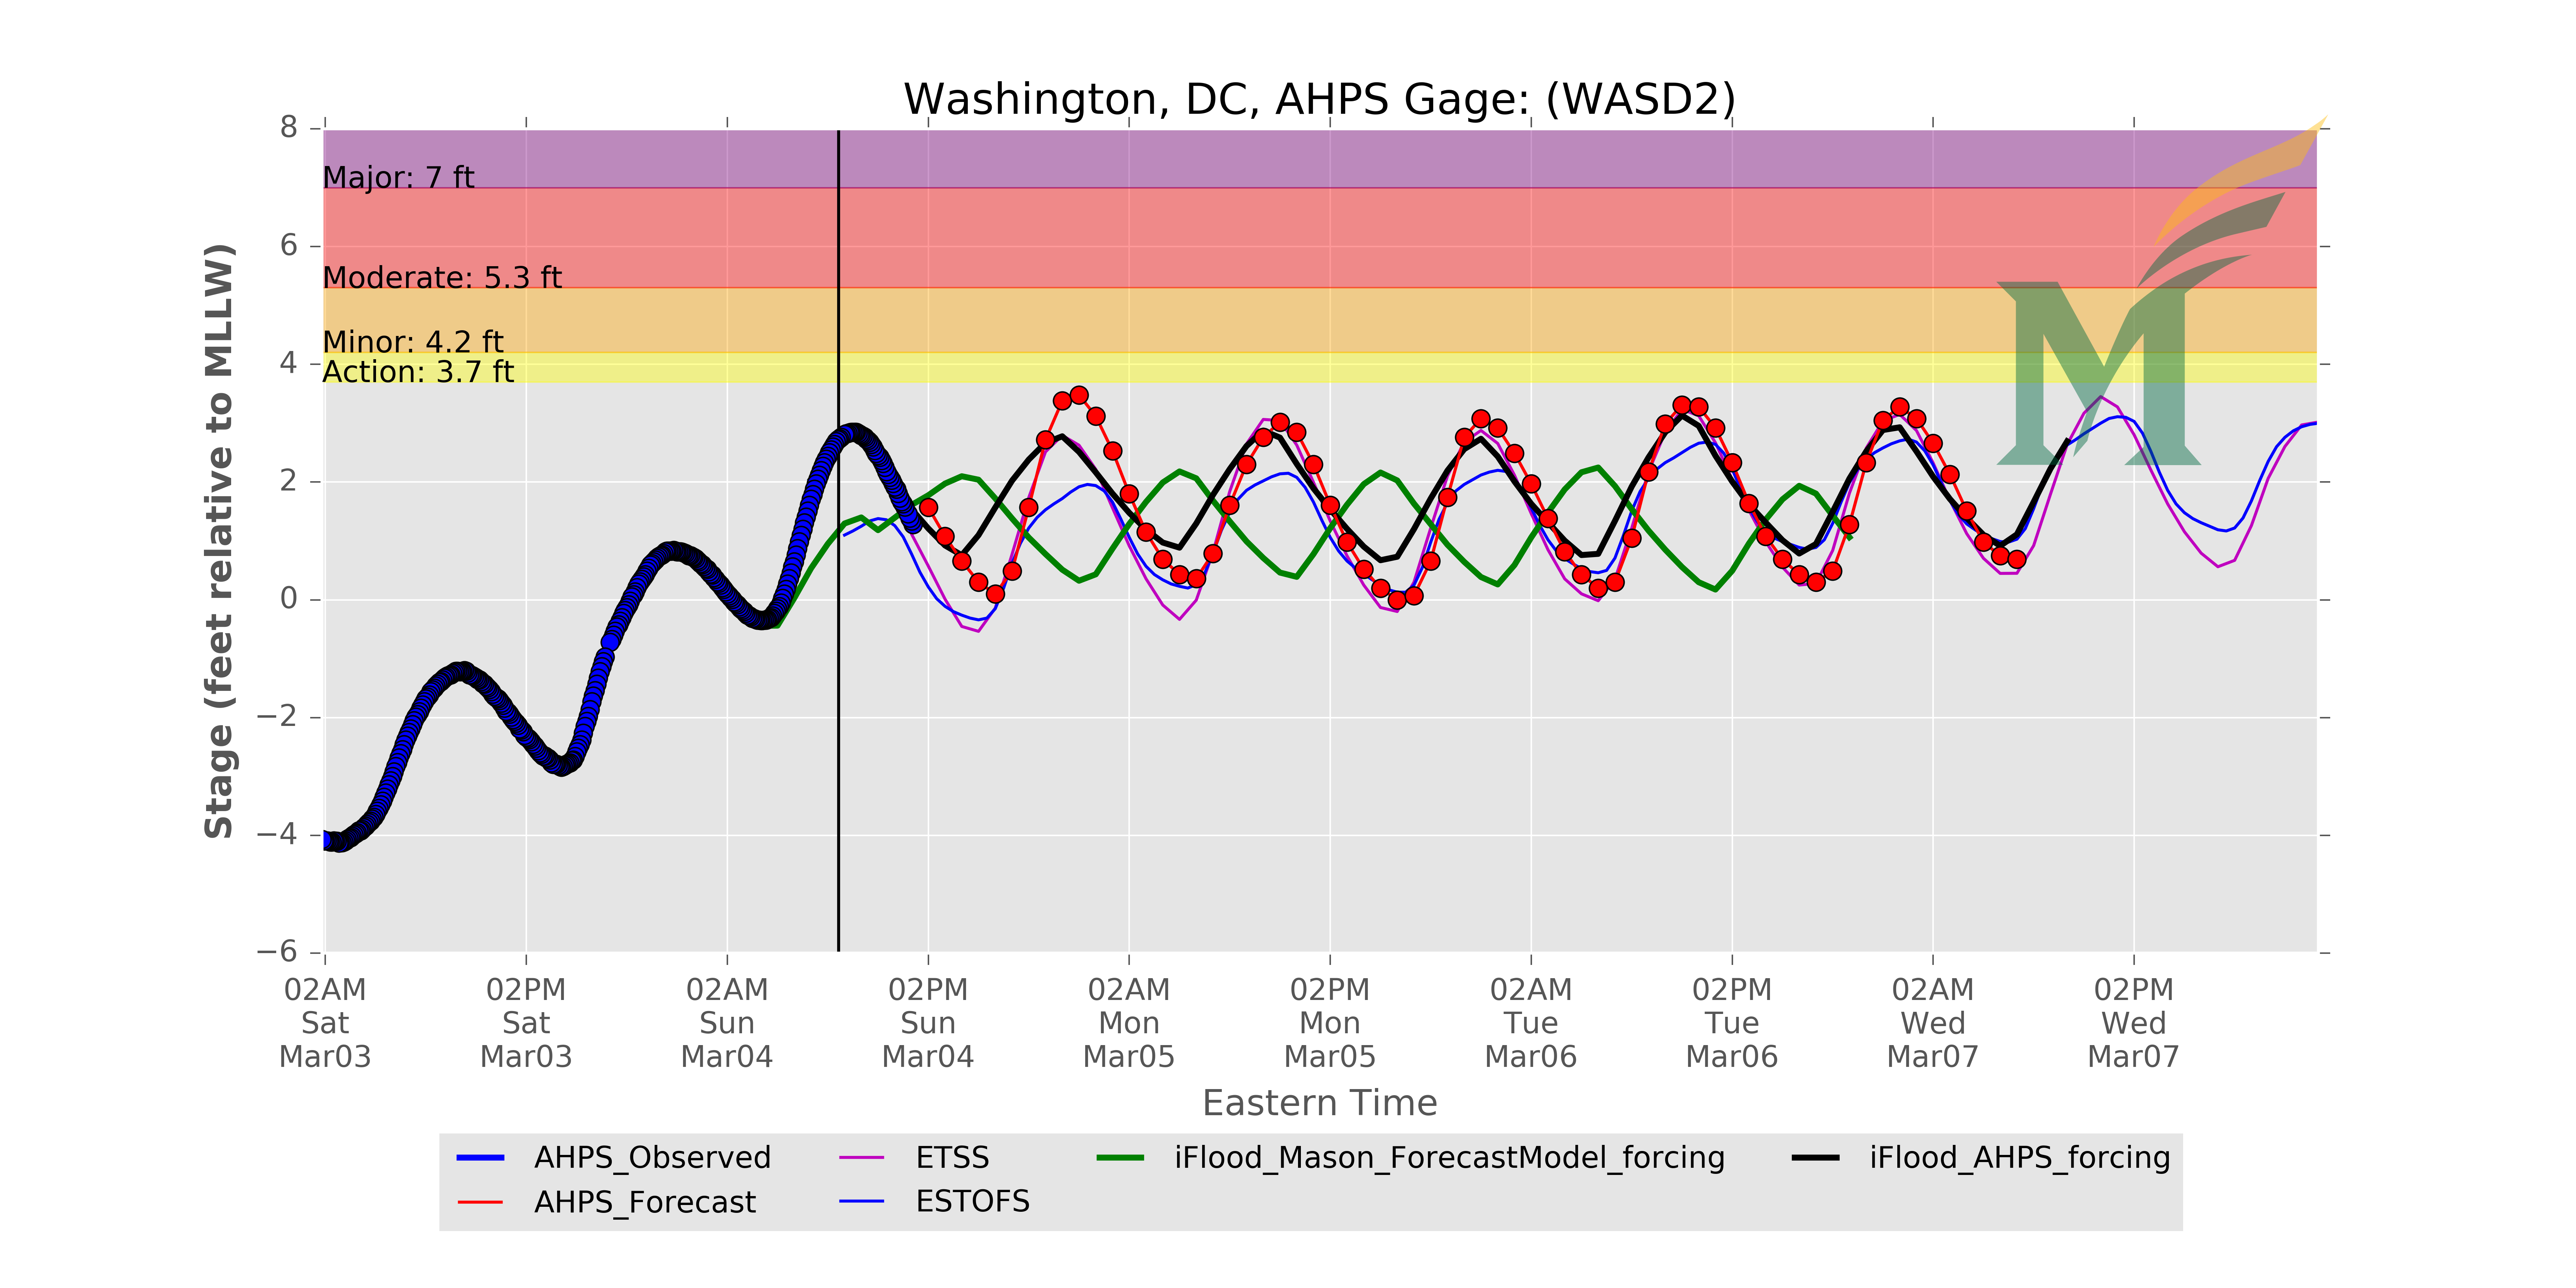 Washington, DC, AHPS Gage: (WASD2)
8
6
4
2
0
−2
−4
−6
Stage (feet relative to MLLW)
Major: 7 ft
Moderate: 5.3 ft
Minor: 4.2 ft
Action: 3.7 ft
M
02AM 02PM 02AM 02PM 02AM 02PM 02AM 02PM 02AM 02PM
Sat Sat Sun Sun Mon Mon Tue Tue Wed Wed
Mar03 Mar03 Mar04 Mar04 Mar05 Mar05 Mar06 Mar06 Mar07 Mar07
Eastern Time
AHPS_Observed ETSS iFlood_Mason_ForecastModel_forcing iFlood_AHPS_forcing
AHPS_Forecast ESTOFS